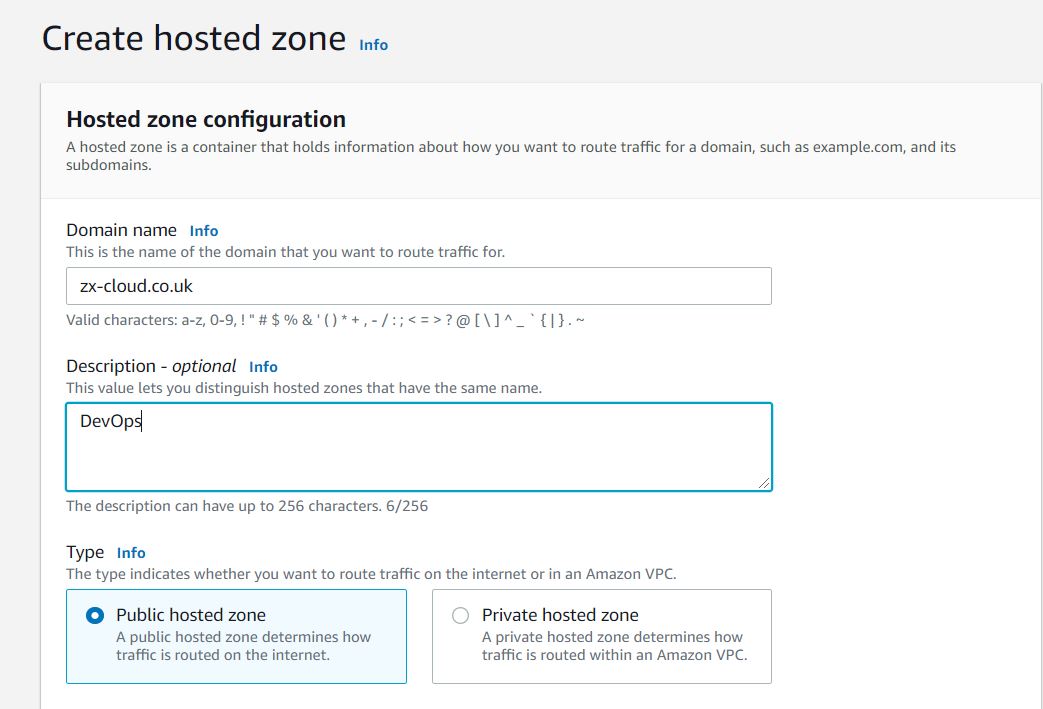 Create hosted zone Info
Hosted zone configuration
A hosted zone is a container that holds information about how you want to route traffic for a domain, such as example.com, and its
subdomains.
Domain name Info
This is the name of the domain that you want to route traffic for.
zx-cloud.co.uk
Valid characters: a-z, 0-9, ! " # $ % & ' ( ) * + , - / : ; < = > ? @ [ \ ] ^ _ ` { | } . ~
Description - optional Info
This value lets you distinguish hosted zones that have the same name.
DevOps
The description can have up to 256 characters. 6/256
Type Info
The type indicates whether you want to route traffic on the internet or in an Amazon VPC.
Public hosted zone
A public hosted zone determines how
traffic is routed on the internet.
Private hosted zone
A private hosted zone determines how
traffic is routed within an Amazon VPC.